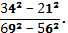 34² − 21²
69² − 56².